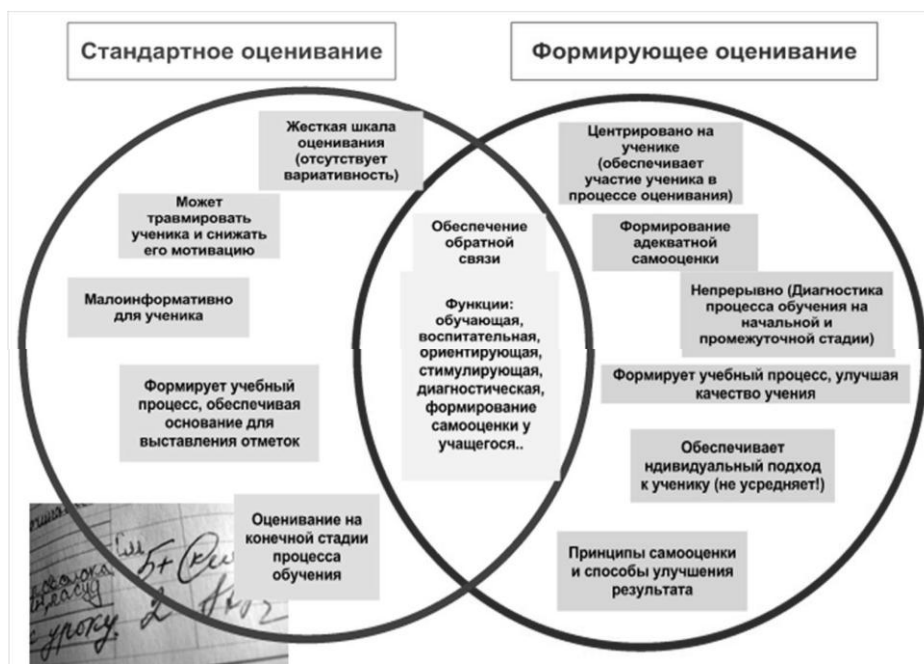 Стандартное оценивание
Формирующее оценивание
Жесткая шкала
оценивания
(отсутствует
вариативность)
Может
травмировать
ученика и снижать
его мотивацию
Малоинформативно
для ученика
Формирует учебный
процесс, обеспечивая
основание для
выставления отметок
Оценивание на
конечной стадии
процесса
обучения
Обеспечение
обратной
связи
Функции:
обучающая,
воспитательная,
ориентирующая,
стимулирующая,
диагностическая,
формирование
самооценки у
учащегося..
Центрировано на
ученике
(обеспечивает
участие ученика в
процессе оценивания)
Формирование
адекватной
самооценки
Непрерывно (Диагностика
процесса обучения на
начальной и
промежуточной стадии)
Формирует учебный процесс, улучшая
качество учения
Обеспечивает
ндивидуальный подход
к ученику (не усредняет!)
Принципы самооценки
и способы улучшения
результата
5+
уроку. 2